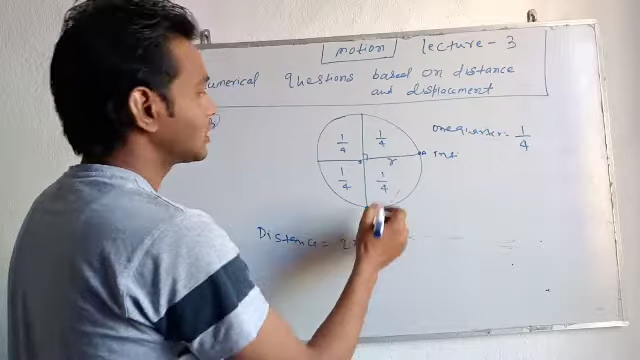 motion lecture - 3
Numerical Questions based on distance
and displacement
1/4 1/4
one quarter = 1/4
r
1/4 1/4
Distance = 2